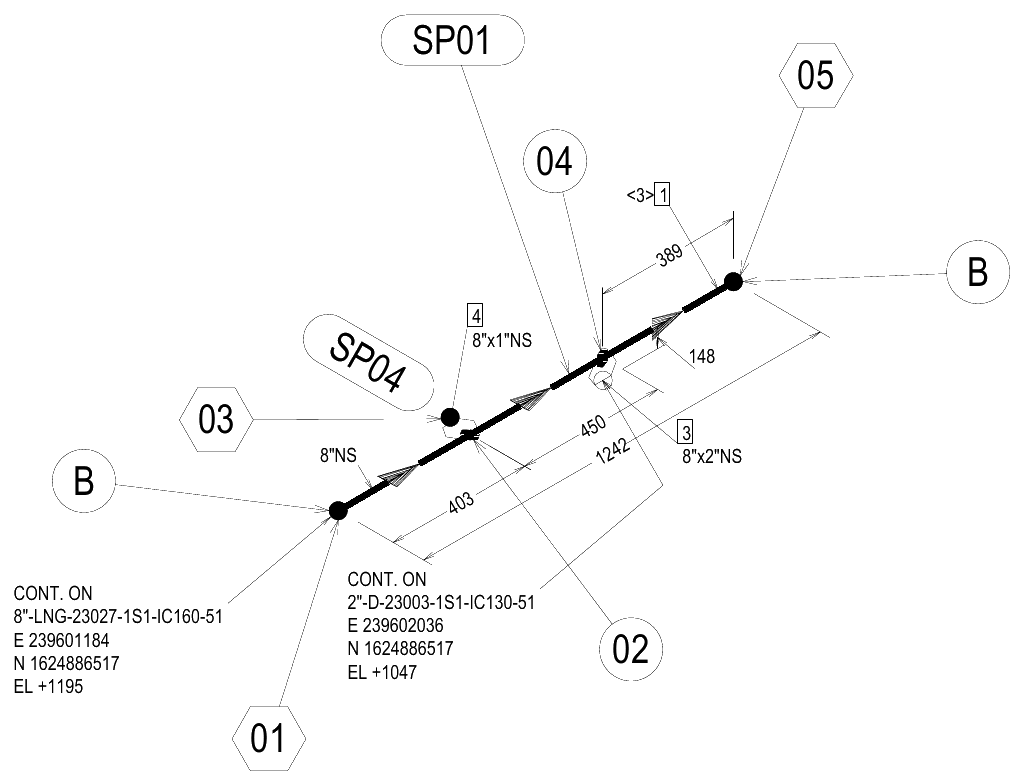 SP01
05
04
<3> 1
389
B
4
8"x1"NS
SP04
148
03
450
3
8"x2"NS
1242
8"NS
B
403
CONT. ON
8"-LNG-23027-1S1-IC160-51
E 239601184
N 1624886517
EL +1195
CONT. ON
2"-D-23003-1S1-IC130-51
E 239602036
N 1624886517
EL +1047
02
01